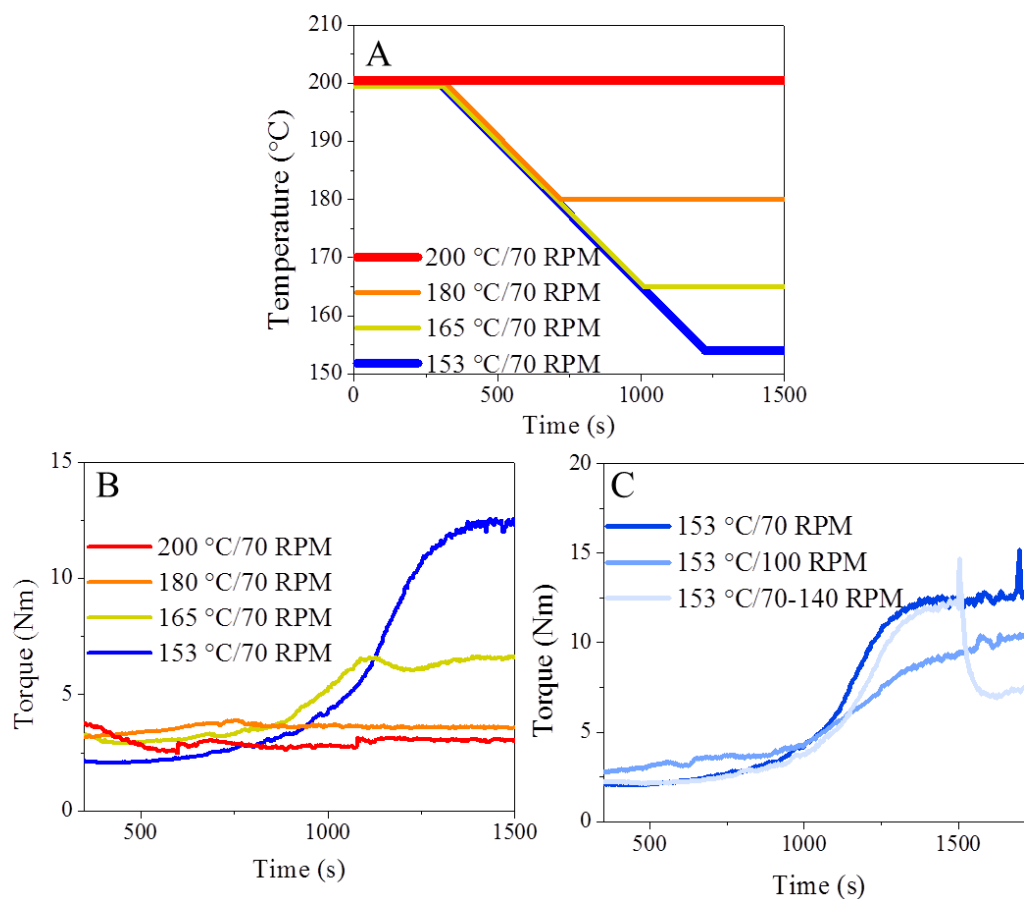 A
210
200
190
180
170
160
150
Temperature (°C)
200 °C/70 RPM
180 °C/70 RPM
165 °C/70 RPM
153 °C/70 RPM
0
500
1000
1500
Time (s)
B
15
10
5
0
Torque (Nm)
200 °C/70 RPM
180 °C/70 RPM
165 °C/70 RPM
153 °C/70 RPM
500
1000
1500
Time (s)
C
20
15
10
5
0
Torque (Nm)
153 °C/70 RPM
153 °C/100 RPM
153 °C/70-140 RPM
500
1000
1500
Time (s)